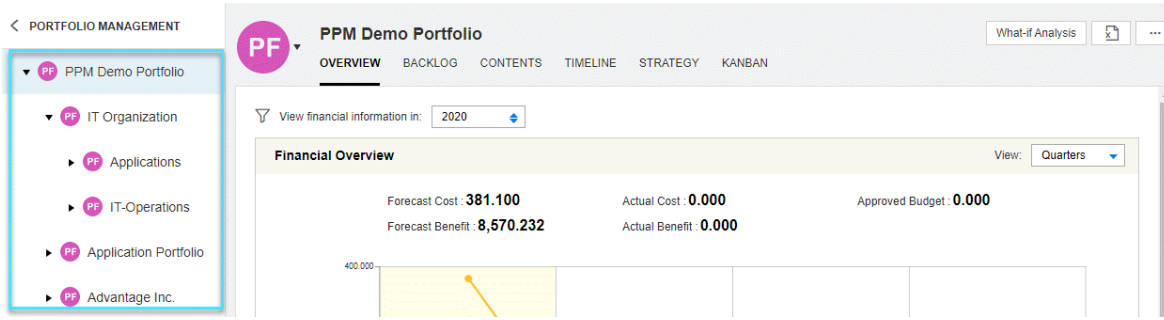 PORTFOLIO MANAGEMENT
PF PPM Demo Portfolio
PF IT Organization
PF Applications
PF IT-Operations
PF Application Portfolio
PF Advantage Inc.
PF PPM Demo Portfolio
What-if Analysis x ...
OVERVIEW BACKLOG CONTENTS TIMELINE STRATEGY KANBAN
View financial information in: 2020
Financial Overview View: Quarters
Forecast Cost : 381.100 Actual Cost : 0.000 Approved Budget : 0.000
Forecast Benefit : 8,570.232 Actual Benefit : 0.000
400.000